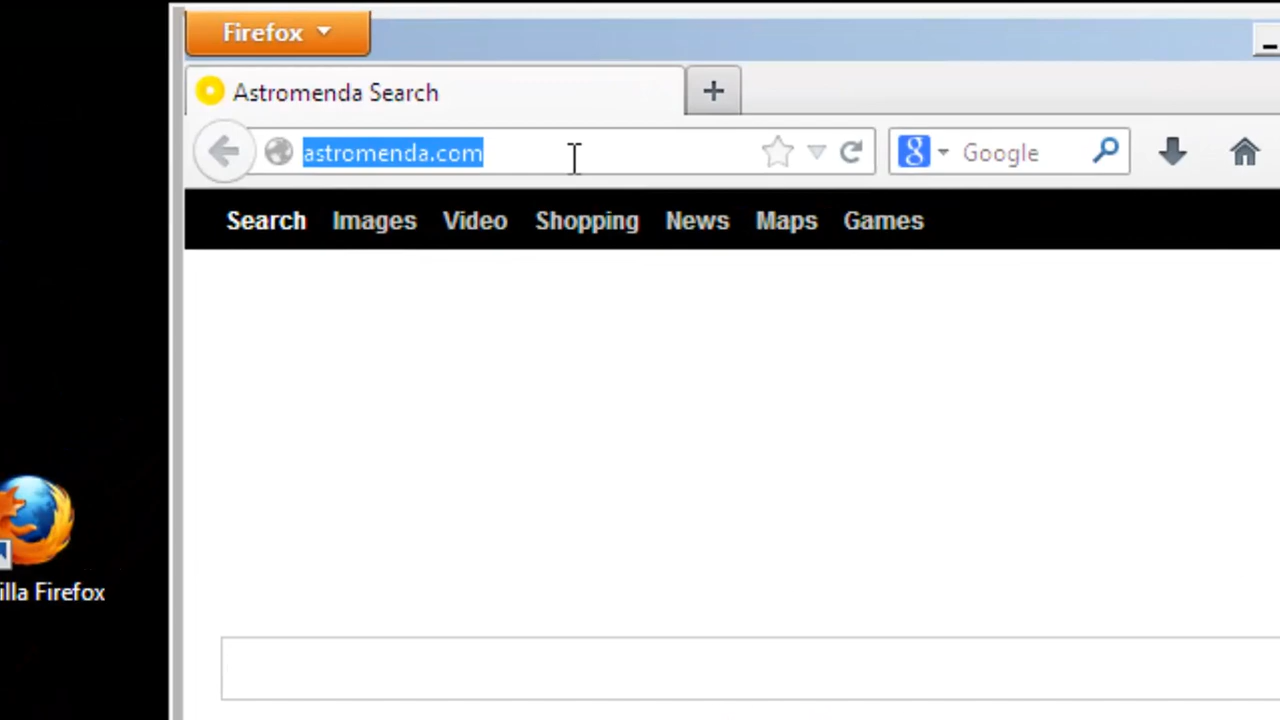 Firefox
Astromenda Search
astromenda.com
Google
Search Images Video Shopping News Maps Games
illa Firefox